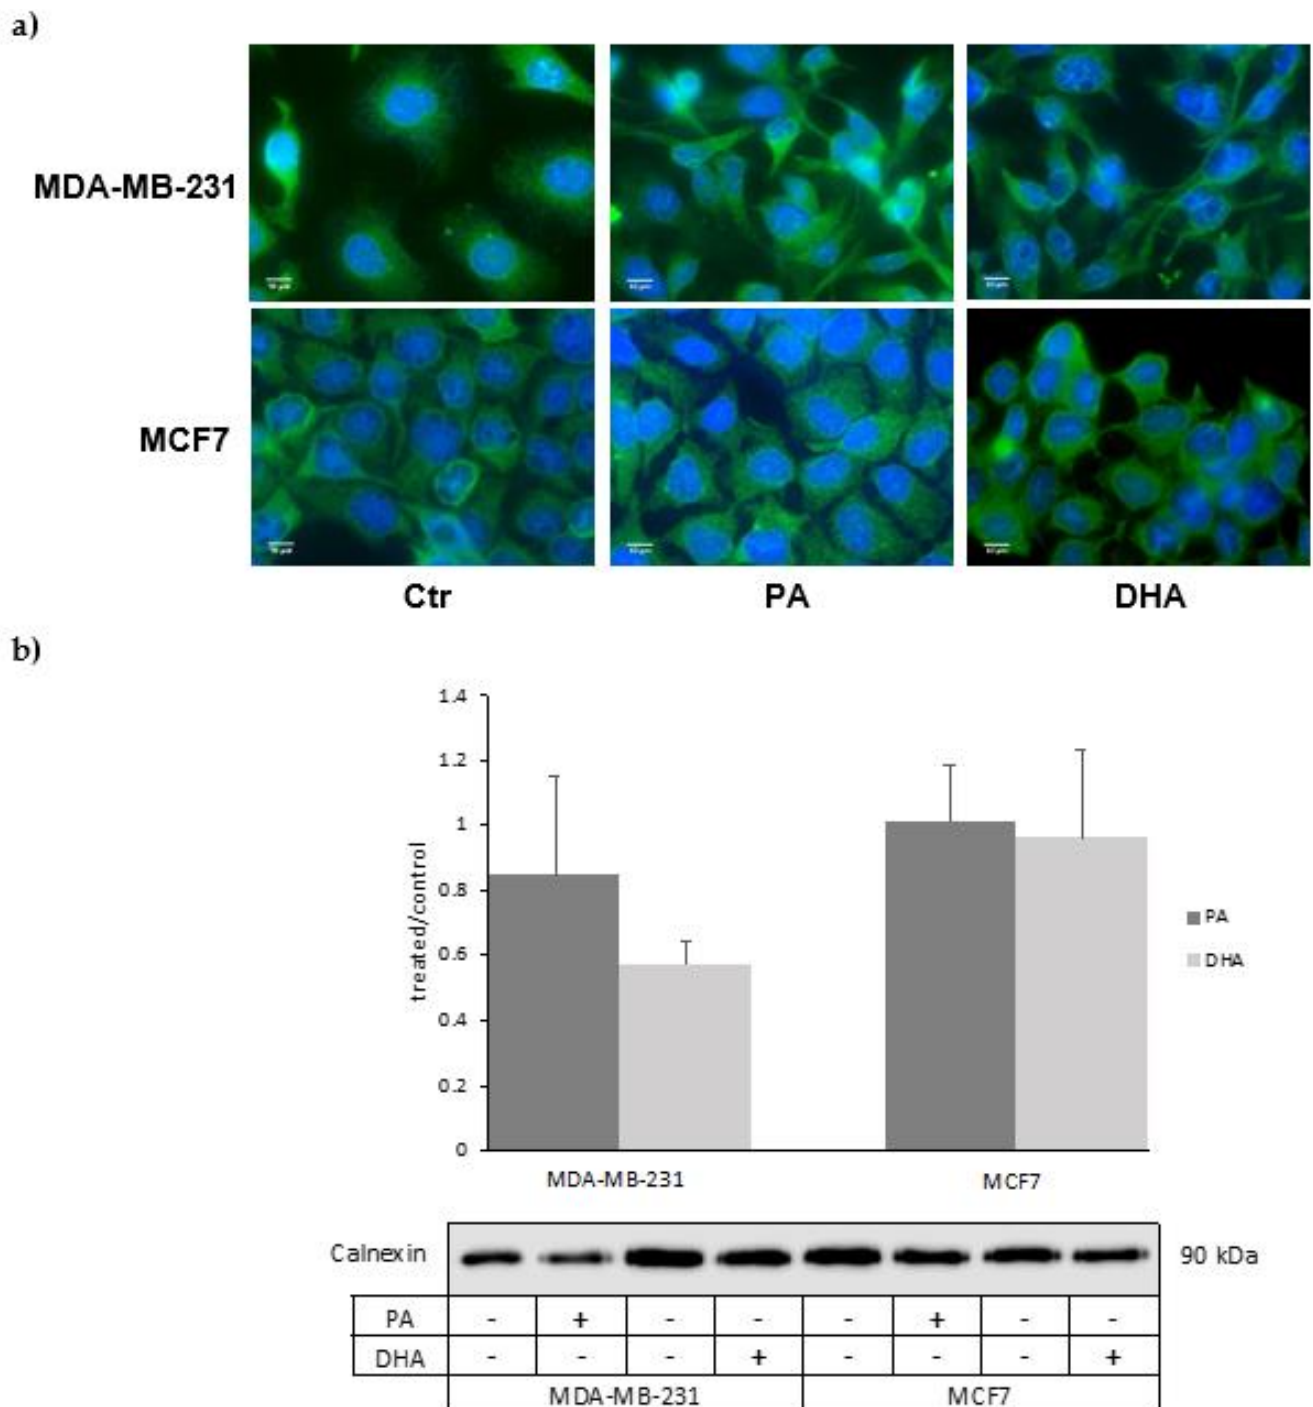 a)
MDA-MB-231
MCF7
Ctr PA DHA
b)
1.4
1.2
1
0.8
0.6
0.4
0.2
0
treated/control
PA
DHA
MDA-MB-231 MCF7
Calnexin 90 kDa
PA - + - - - + - -
DHA - - - + - - - +
MDA-MB-231 MCF7